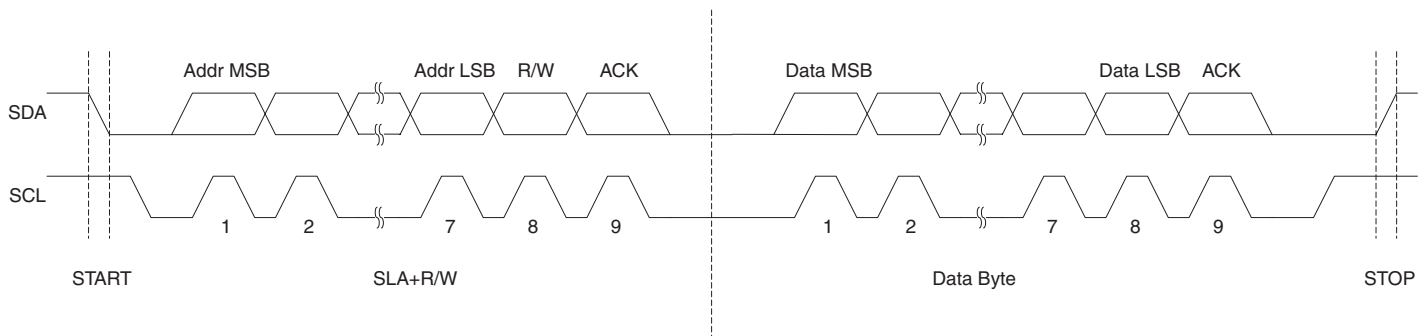 Addr MSB Addr LSB R/W ACK Data MSB Data LSB ACK
SDA
SCL
1 2 7 8 9 1 2 7 8 9
START SLA+R/W Data Byte STOP